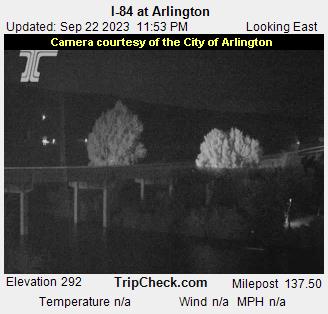 I-84 at Arlington
Updated: Sep 22 2023 11:53 PM Looking East
Camera courtesy of the City of Arlington
Elevation 292 TripCheck.com Milepost 137.50
Temperature n/a Wind n/a MPH n/a